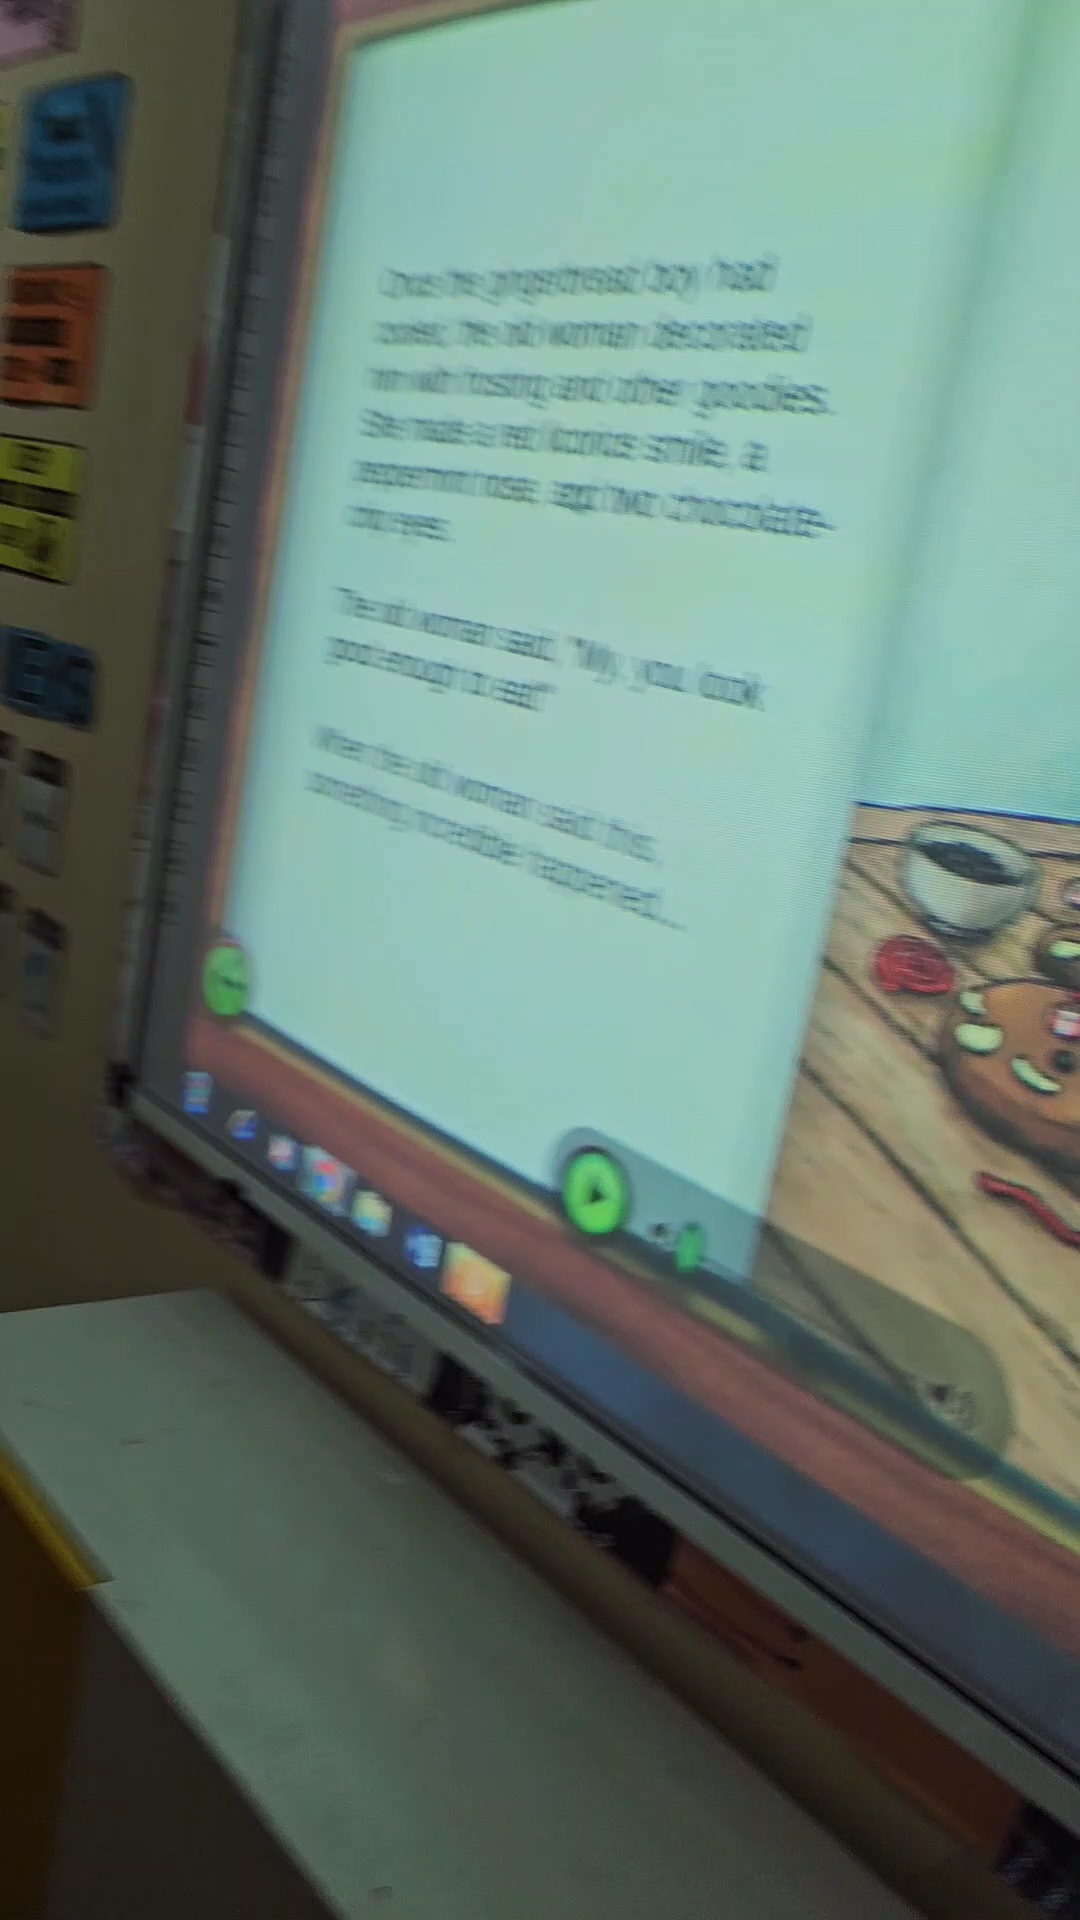 Once the gingerbread boy had
cooled, the old woman decorated
him with frosting and other goodies.
She made a red licorice smile, a
peppermint nose, and two chocolate-
chip eyes.
The old woman said, "My, you look
good enough to eat!"
When the old woman said this,
something incredible happened...